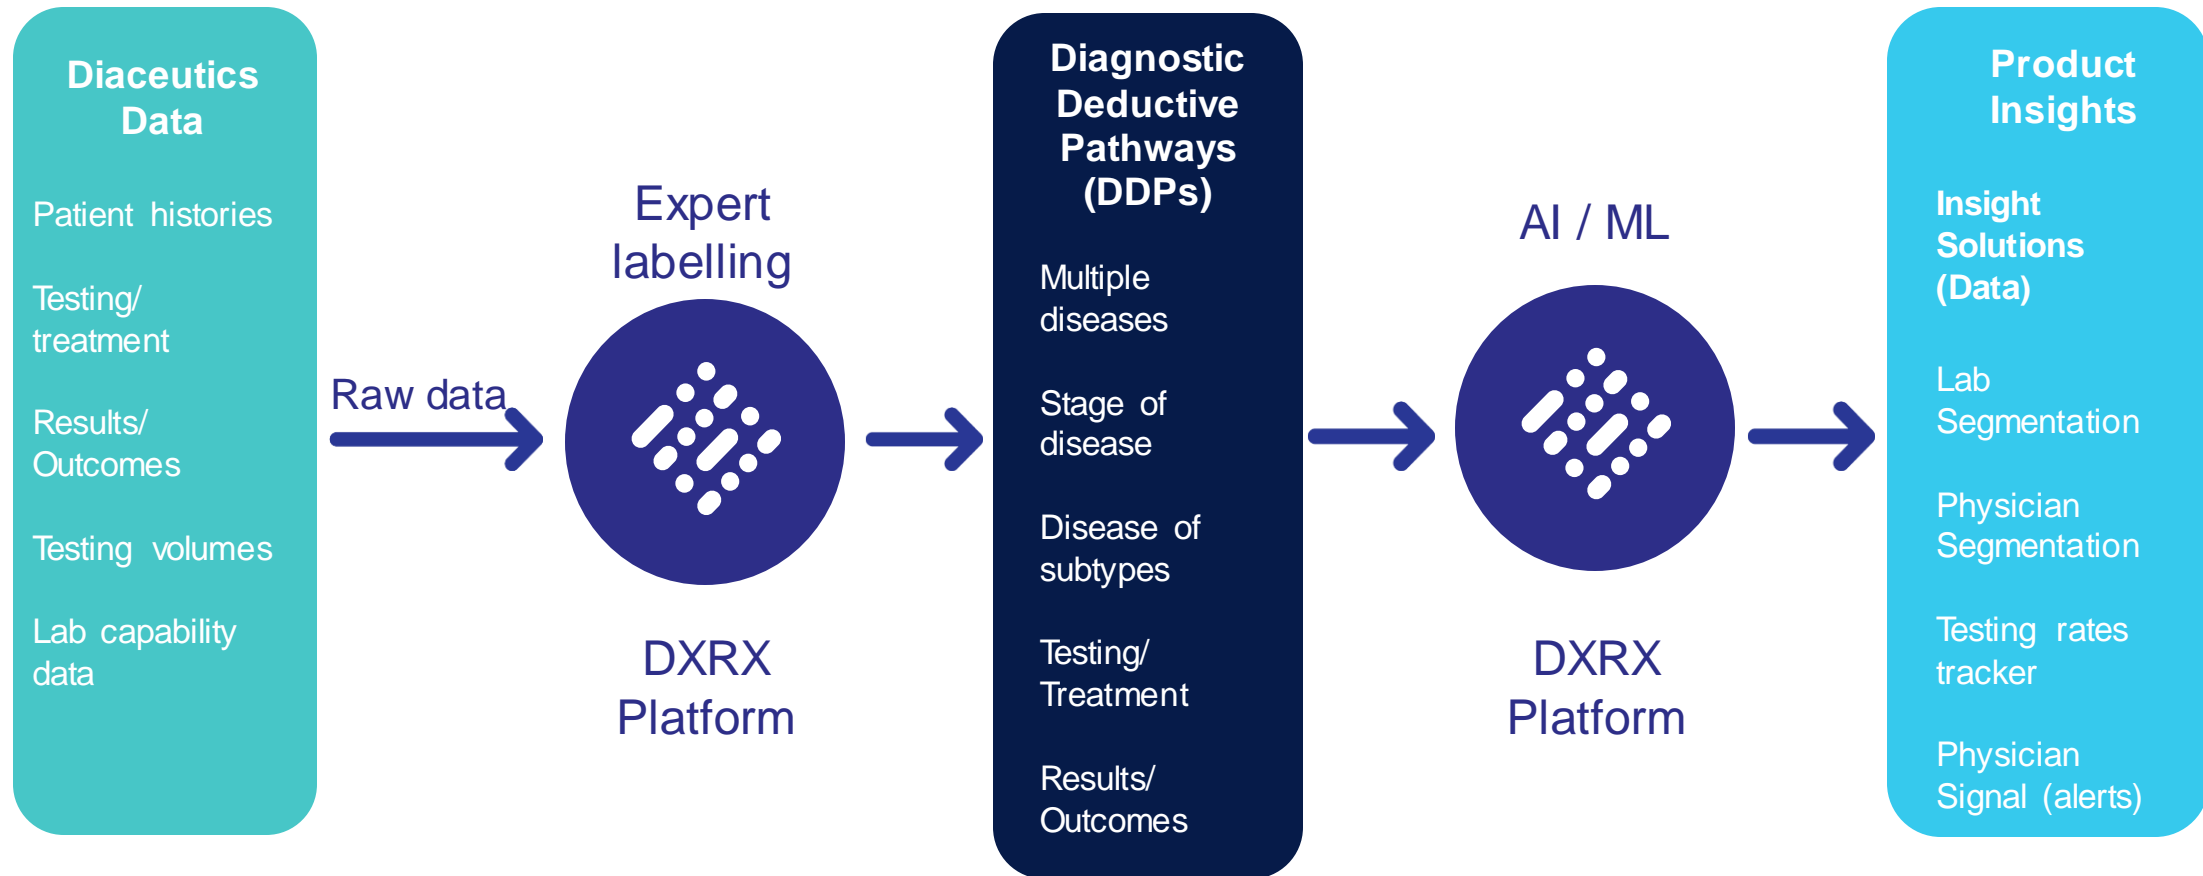 Diaceutics
Data
Patient histories
Testing/
treatment
Results/
Outcomes
Testing volumes
Lab capability
data
Raw data
Expert
labelling
DXRX
Platform
Diagnostic
Deductive
Pathways
(DDPs)
Multiple
diseases
Stage of
disease
Disease of
subtypes
Testing/
Treatment
Results/
Outcomes
AI / ML
DXRX
Platform
Product
Insights
Insight
Solutions
(Data)
Lab
Segmentation
Physician
Segmentation
Testing rates
tracker
Physician
Signal (alerts)